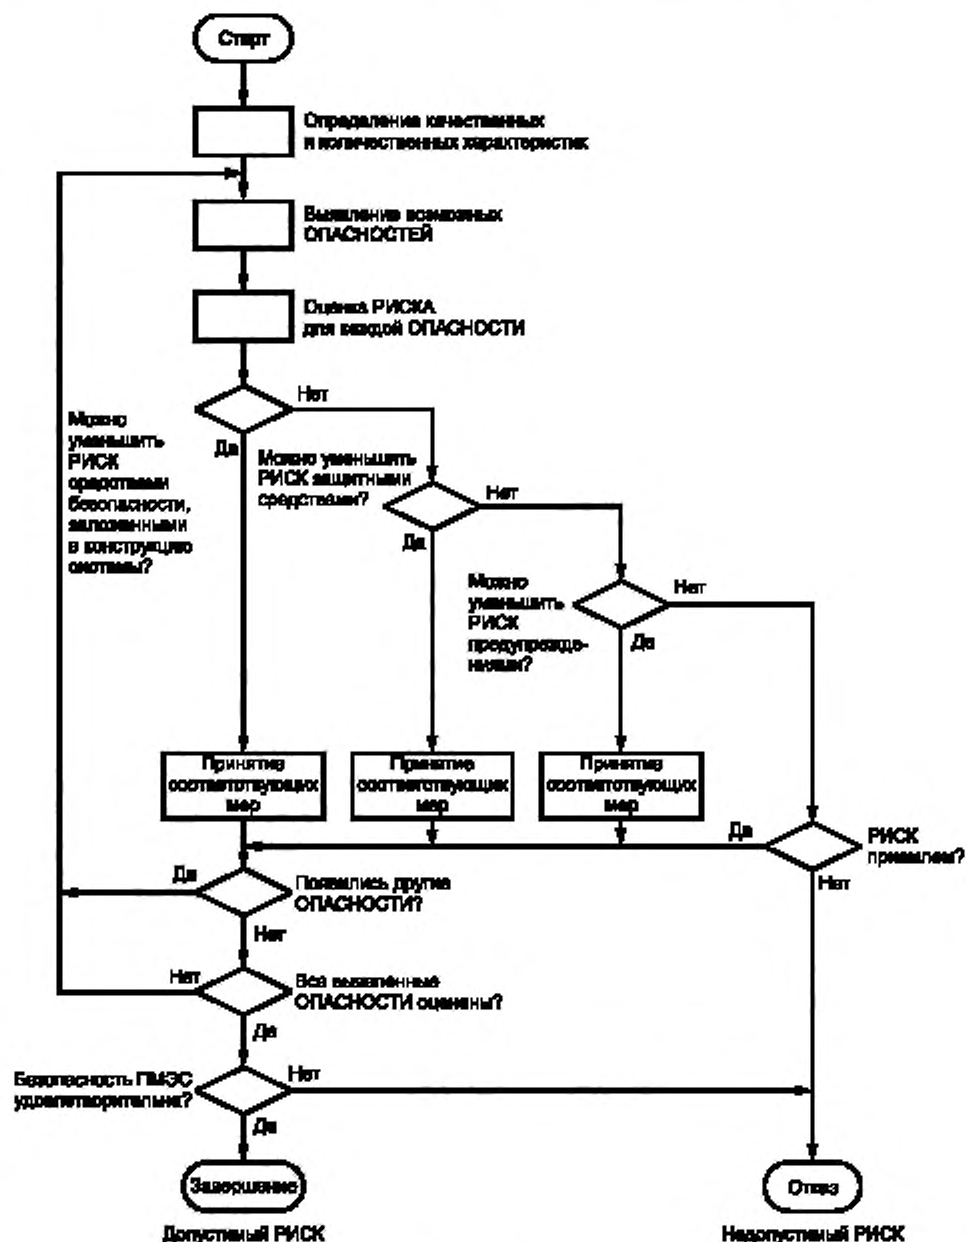 Старт
Определение качественных
и количественных характеристик
Выявление возможных
ОПАСНОСТЕЙ
Оценка РИСКА
для каждой ОПАСНОСТИ
Нет
Да
Можно
уменьшить
РИСК
средствами
безопасности,
заложенными
в конструкцию
системы?
Можно уменьшить
РИСК защитными
средствами?
Нет
Да
Можно
уменьшить
РИСК
предупрежде-
ниями?
Нет
Да
Принятие
соответствующих
мер
Принятие
соответствующих
мер
Принятие
соответствующих
мер
Да
РИСК
приемлем?
Нет
Да
Появились другие
ОПАСНОСТИ?
Нет
Нет
Все выявленные
ОПАСНОСТИ оценены?
Да
Безопасность ПМЭС
удовлетворительна?
Нет
Да
Завершение
Отказ
Допустимый РИСК
Недопустимый РИСК